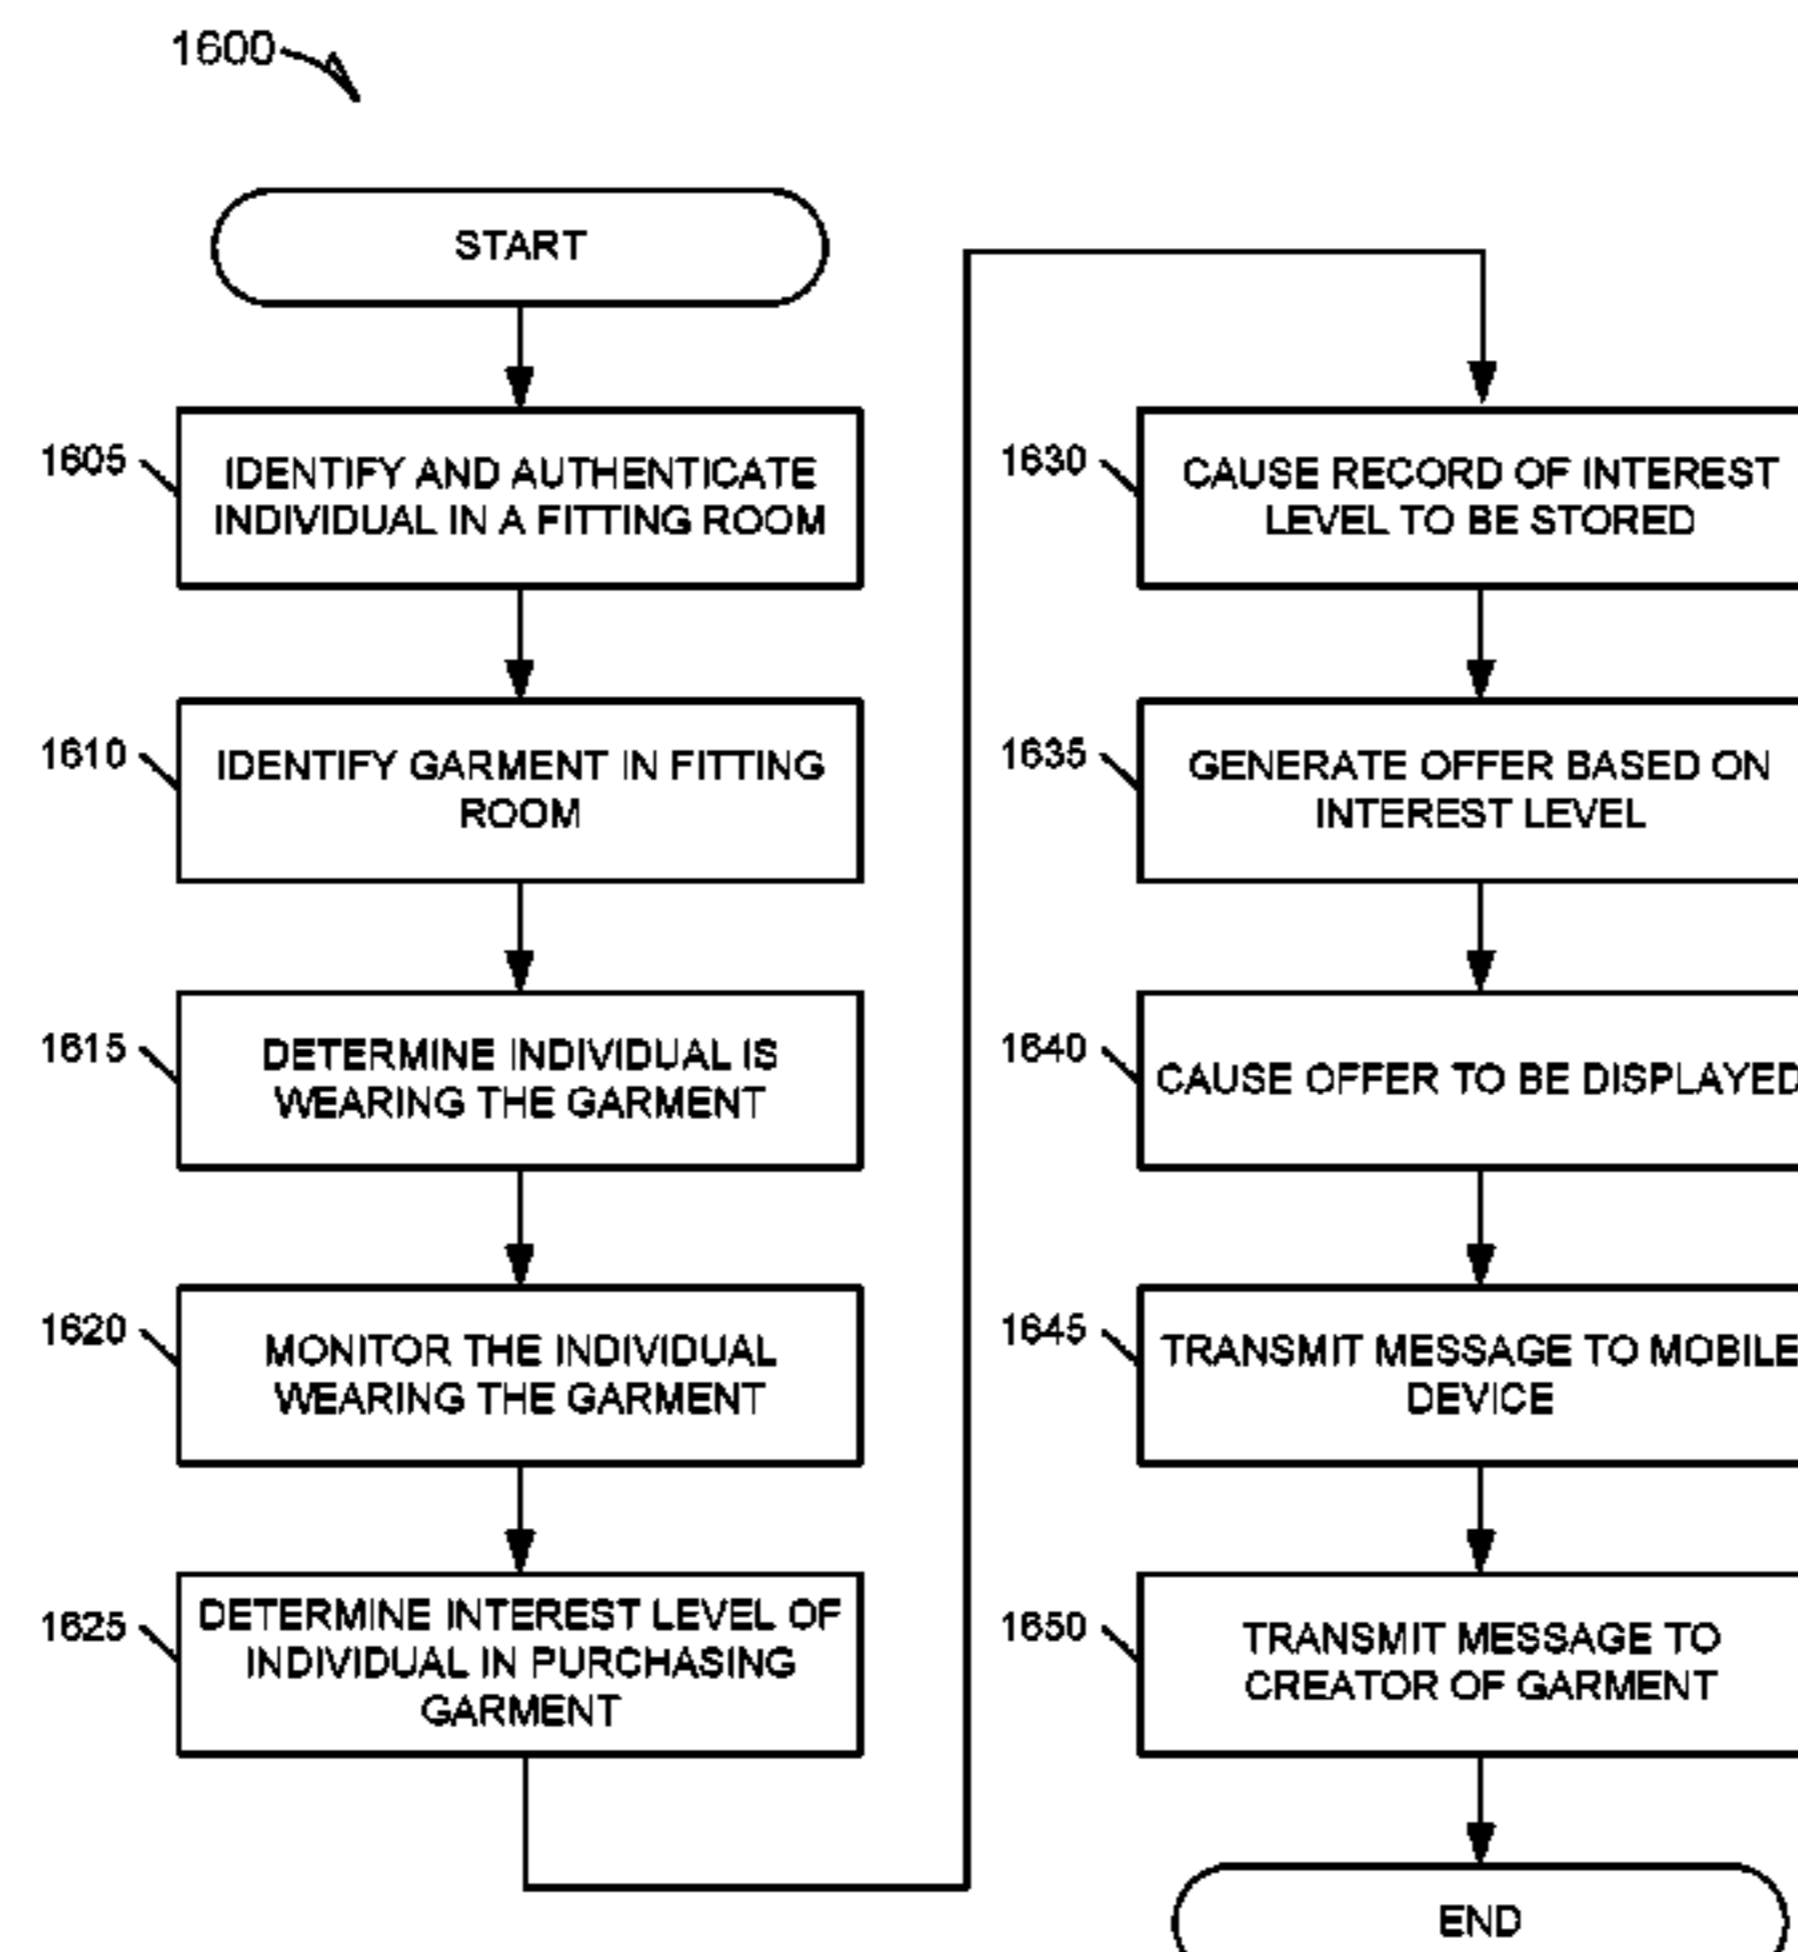 1600
START
1605
IDENTIFY AND AUTHENTICATE
INDIVIDUAL IN A FITTING ROOM
1610
IDENTIFY GARMENT IN FITTING
ROOM
1615
DETERMINE INDIVIDUAL IS
WEARING THE GARMENT
1620
MONITOR THE INDIVIDUAL
WEARING THE GARMENT
1625
DETERMINE INTEREST LEVEL OF
INDIVIDUAL IN PURCHASING
GARMENT
1630
CAUSE RECORD OF INTEREST
LEVEL TO BE STORED
1635
GENERATE OFFER BASED ON
INTEREST LEVEL
1640
CAUSE OFFER TO BE DISPLAYED
1645
TRANSMIT MESSAGE TO MOBILE
DEVICE
1650
TRANSMIT MESSAGE TO
CREATOR OF GARMENT
END